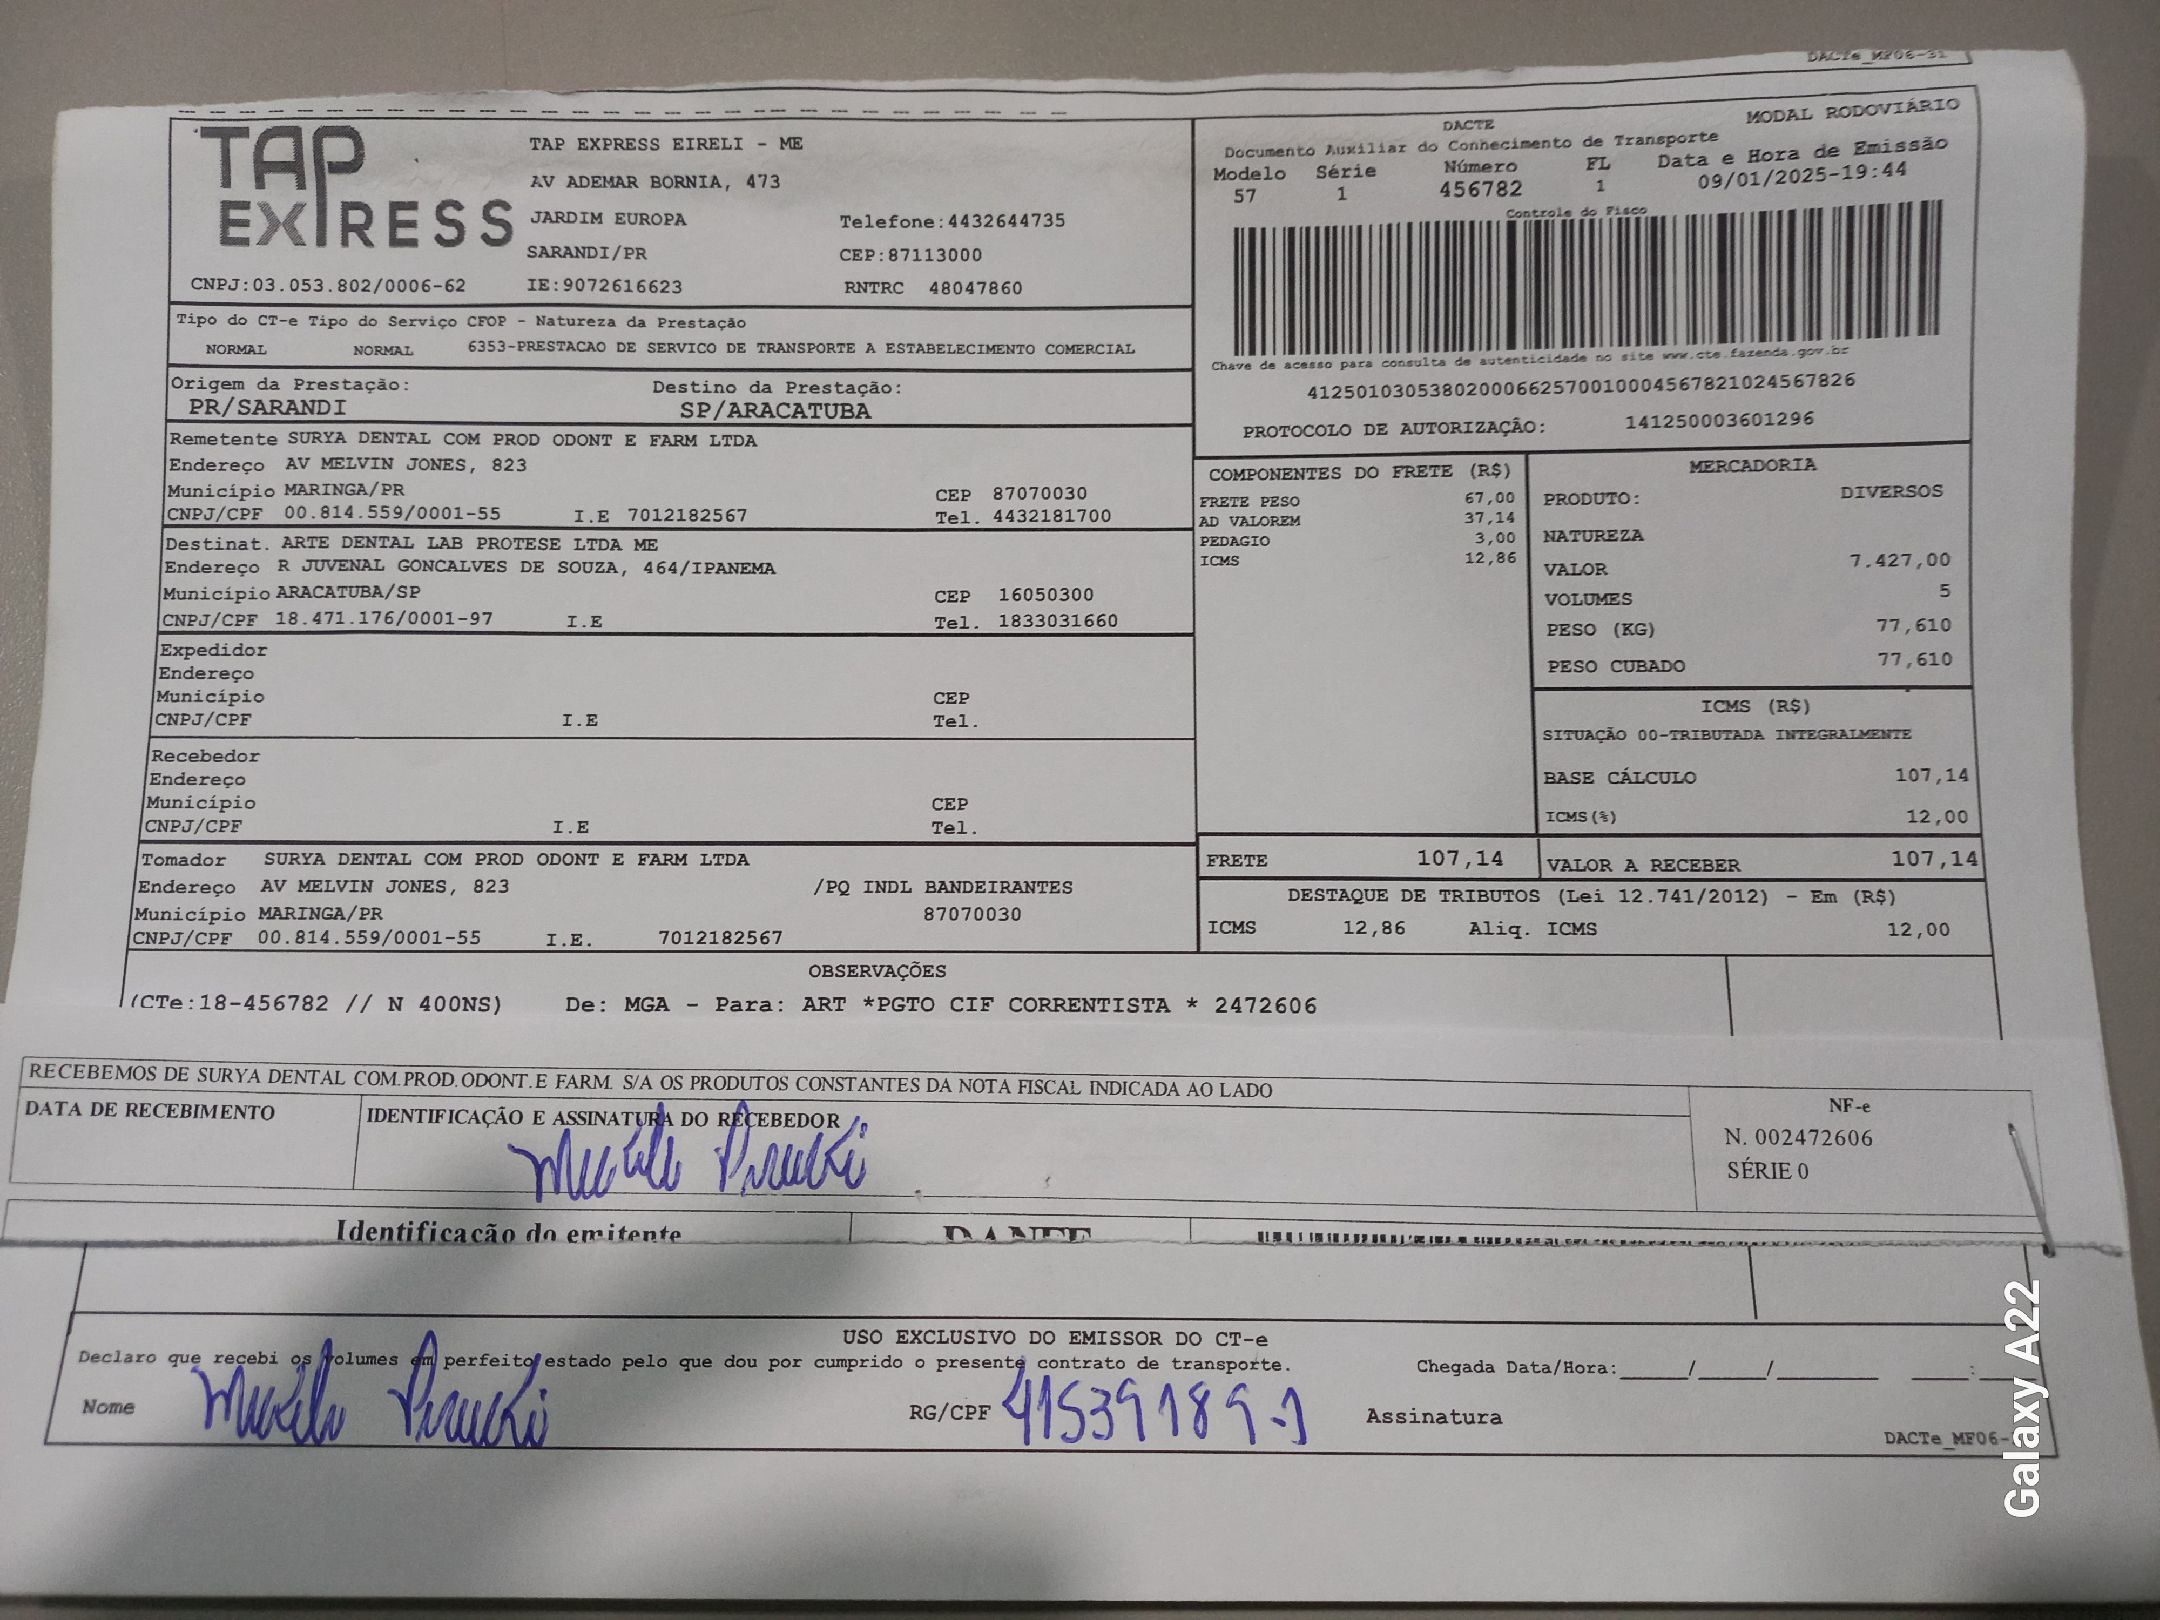 DACTe_MF06-31
TAP EXPRESS
TAP EXPRESS EIRELI - ME
AV ADEMAR BORNIA, 473
JARDIM EUROPA Telefone:4432644735
SARANDI/PR CEP:87113000
CNPJ:03.053.802/0006-62 IE:9072616623 RNTRC 48047860
DACTE MODAL RODOVIÁRIO
Documento Auxiliar do Conhecimento de Transporte
Modelo Série Número FL Data e Hora de Emissão
57 1 456782 1 09/01/2025-19:44
Controle do Fisco
Chave de acesso para consulta de autenticidade no site www.cte.fazenda.gov.br
41250103053802000662570010004567821024567826
PROTOCOLO DE AUTORIZAÇÃO: 141250003601296
Tipo do CT-e Tipo do Serviço CFOP - Natureza da Prestação
NORMAL NORMAL 6353-PRESTACAO DE SERVICO DE TRANSPORTE A ESTABELECIMENTO COMERCIAL
Origem da Prestação: Destino da Prestação:
PR/SARANDI SP/ARACATUBA
Remetente SURYA DENTAL COM PROD ODONT E FARM LTDA
Endereço AV MELVIN JONES, 823
Município MARINGA/PR CEP 87070030
CNPJ/CPF 00.814.559/0001-55 I.E 7012182567 Tel. 4432181700
Destinat. ARTE DENTAL LAB PROTESE LTDA ME
Endereço R JUVENAL GONCALVES DE SOUZA, 464/IPANEMA
Município ARACATUBA/SP CEP 16050300
CNPJ/CPF 18.471.176/0001-97 I.E Tel. 1833031660
Expedidor
Endereço
Município CEP
CNPJ/CPF I.E Tel.
Recebedor
Endereço
Município CEP
CNPJ/CPF I.E Tel.
Tomador SURYA DENTAL COM PROD ODONT E FARM LTDA
Endereço AV MELVIN JONES, 823 /PQ INDL BANDEIRANTES
Município MARINGA/PR 87070030
CNPJ/CPF 00.814.559/0001-55 I.E. 7012182567
COMPONENTES DO FRETE (R$)
FRETE PESO 67,00
AD VALOREM 37,14
PEDAGIO 3,00
ICMS 12,86
MERCADORIA
PRODUTO: DIVERSOS
NATUREZA
VALOR 7.427,00
VOLUMES 5
PESO (KG) 77,610
PESO CUBADO 77,610
ICMS (R$)
SITUAÇÃO 00-TRIBUTADA INTEGRALMENTE
BASE CÁLCULO 107,14
ICMS(%) 12,00
FRETE 107,14 VALOR A RECEBER 107,14
DESTAQUE DE TRIBUTOS (Lei 12.741/2012) - Em (R$)
ICMS 12,86 Aliq. ICMS 12,00
OBSERVAÇÕES
(CTe:18-456782 // N 400NS) De: MGA - Para: ART *PGTO CIF CORRENTISTA * 2472606
RECEBEMOS DE SURYA DENTAL COM.PROD.ODONT.E FARM. S/A OS PRODUTOS CONSTANTES DA NOTA FISCAL INDICADA AO LADO
DATA DE RECEBIMENTO IDENTIFICAÇÃO E ASSINATURA DO RECEBEDOR
NF-e
N. 002472606
SÉRIE 0
Identificação do emitente DANFE
USO EXCLUSIVO DO EMISSOR DO CT-e
Declaro que recebi os volumes em perfeito estado pelo que dou por cumprido o presente contrato de transporte. Chegada Data/Hora:____/____/____ ____:____
Nome RG/CPF 41539189-1 Assinatura
DACTe_MF06-
Galaxy A22